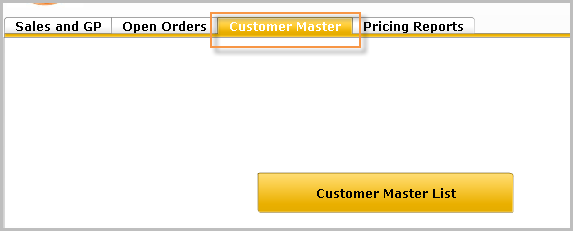 Sales and GP Open Orders Customer Master Pricing Reports
Customer Master List